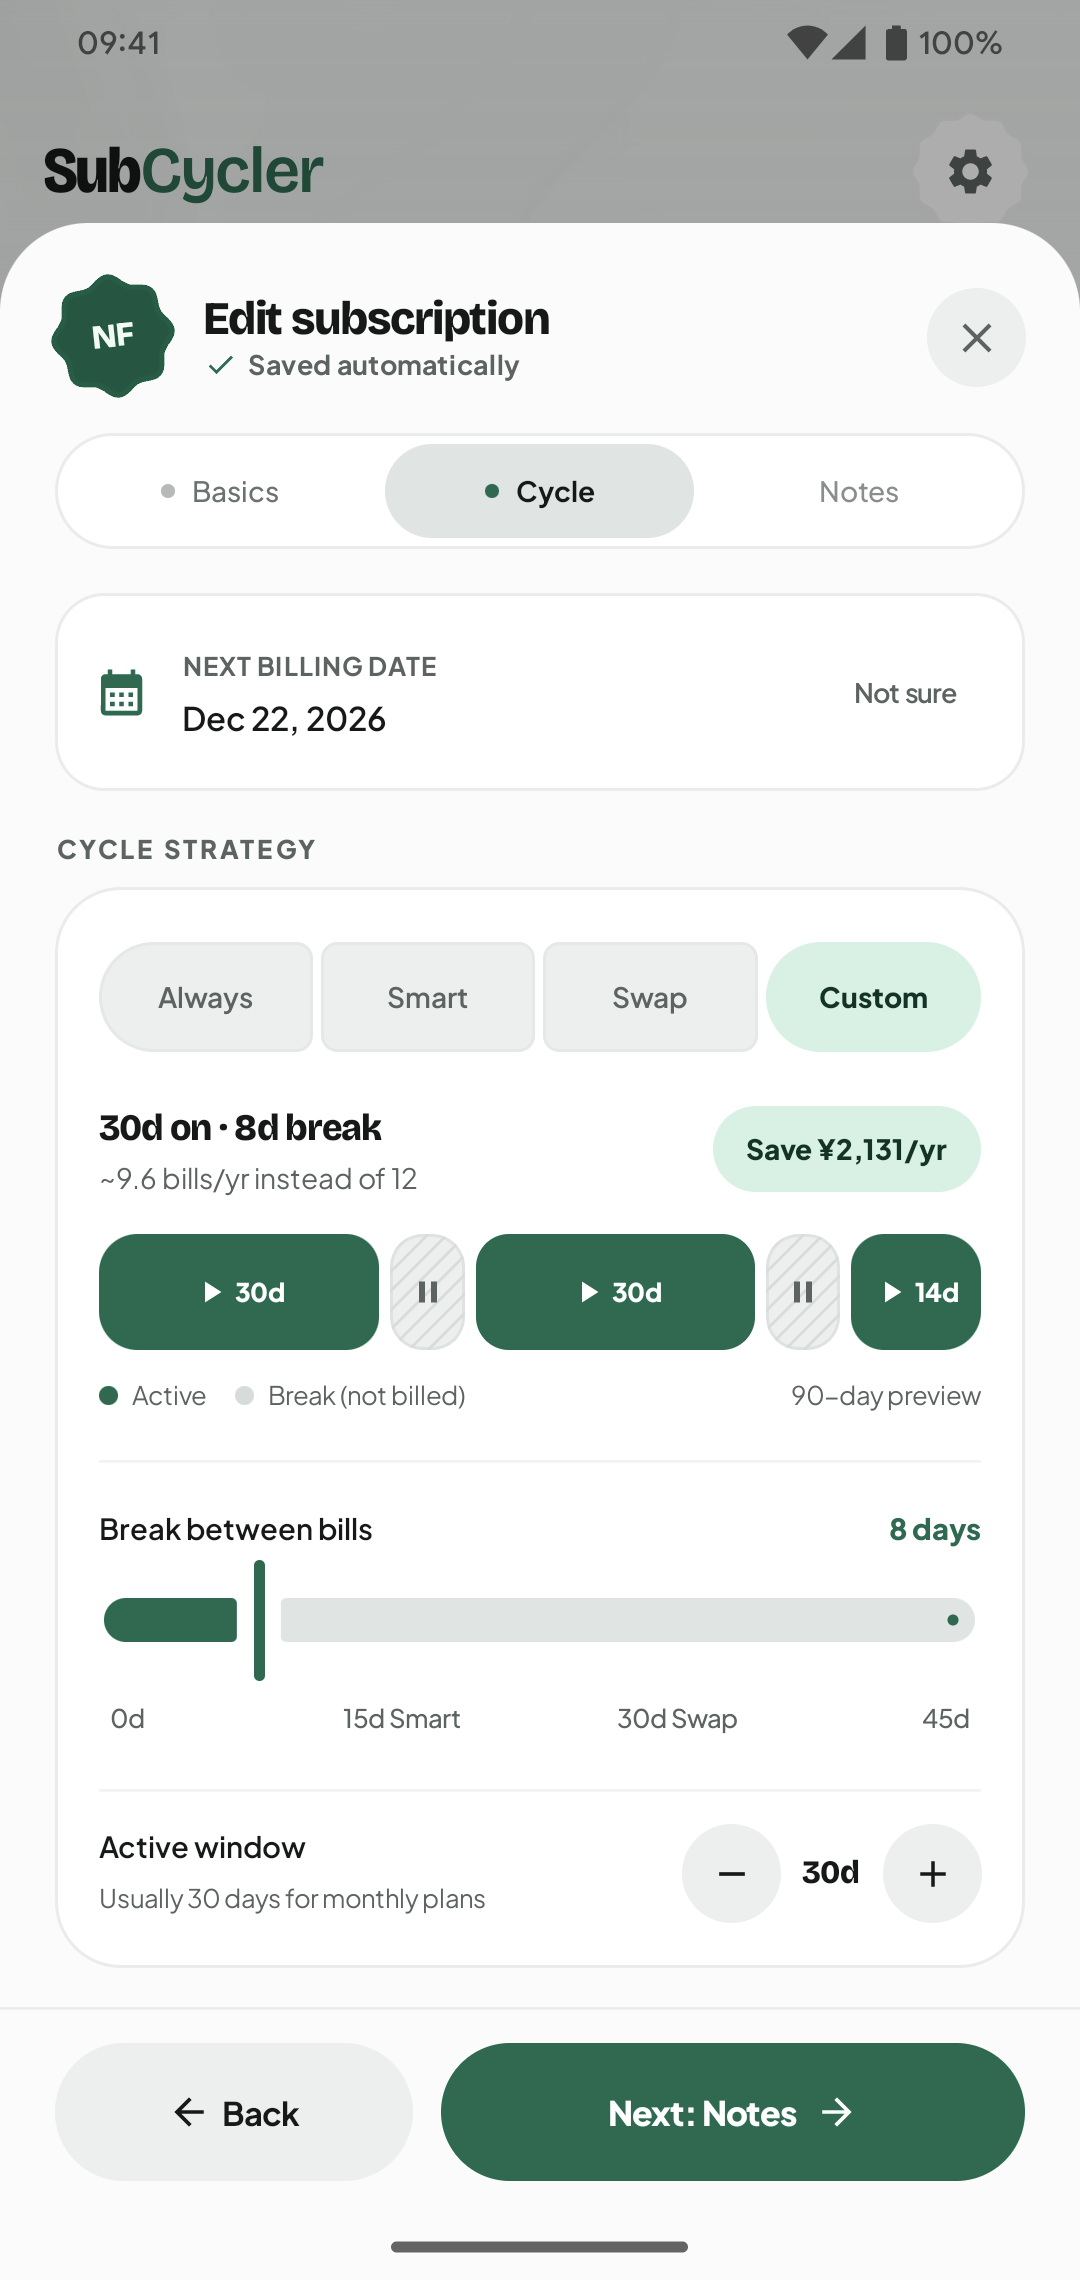 09:41
100%
SubCycler
NF
Edit subscription
Saved automatically
Basics
Cycle
Notes
NEXT BILLING DATE
Dec 22, 2026
Not sure
CYCLE STRATEGY
Always
Smart
Swap
Custom
30d on · 8d break
~9.6 bills/yr instead of 12
Save ¥2,131/yr
30d
30d
14d
Active
Break (not billed)
90-day preview
Break between bills
8 days
0d
15d Smart
30d Swap
45d
Active window
Usually 30 days for monthly plans
30d
Back
Next: Notes